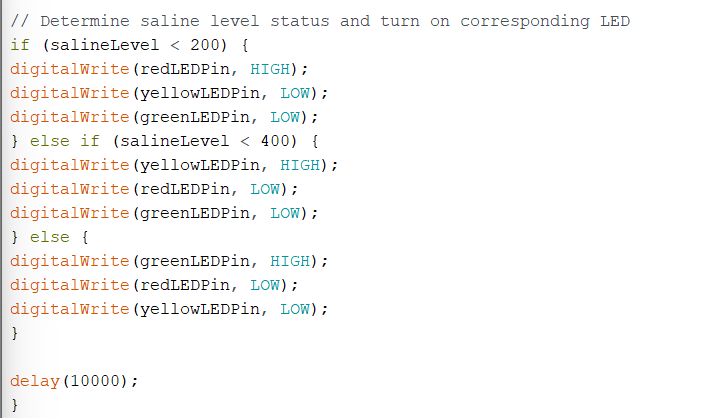 // Determine saline level status and turn on corresponding LED
if (salineLevel < 200) {
digitalWrite(redLEDPin, HIGH);
digitalWrite(yellowLEDPin, LOW);
digitalWrite(greenLEDPin, LOW);
} else if (salineLevel < 400) {
digitalWrite(yellowLEDPin, HIGH);
digitalWrite(redLEDPin, LOW);
digitalWrite(greenLEDPin, LOW);
} else {
digitalWrite(greenLEDPin, HIGH);
digitalWrite(redLEDPin, LOW);
digitalWrite(yellowLEDPin, LOW);
}
delay(10000);
}